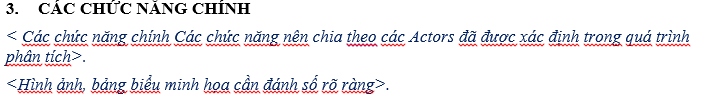 3. CÁC CHỨC NĂNG CHÍNH
< Các chức năng chính Các chức năng nên chia theo các Actors đã được xác định trong quá trình
phân tích>.
<Hình ảnh, bảng biểu minh hoạ cần đánh số rõ ràng>.